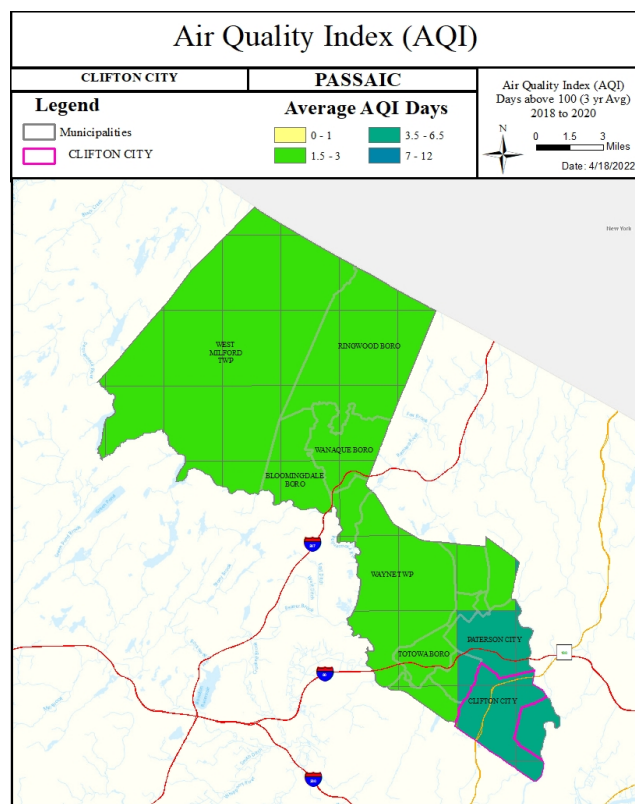 Air Quality Index (AQI)
CLIFTON CITY
PASSAIC
Legend
Municipalities
CLIFTON CITY
Average AQI Days
0 - 1
1.5 - 3
3.5 - 6.5
7 - 12
Air Quality Index (AQI)
Days above 100 (3 yr Avg)
2018 to 2020
N
0 1.5 3
Miles
Date: 4/18/2022
New York
WEST
MILFORD
TWP
RINGWOOD BORO
WANAQUE BORO
BLOOMINGDALE
BORO
WAYNE TWP
PATERSON CITY
TOTOWA BORO
CLIFTON CITY